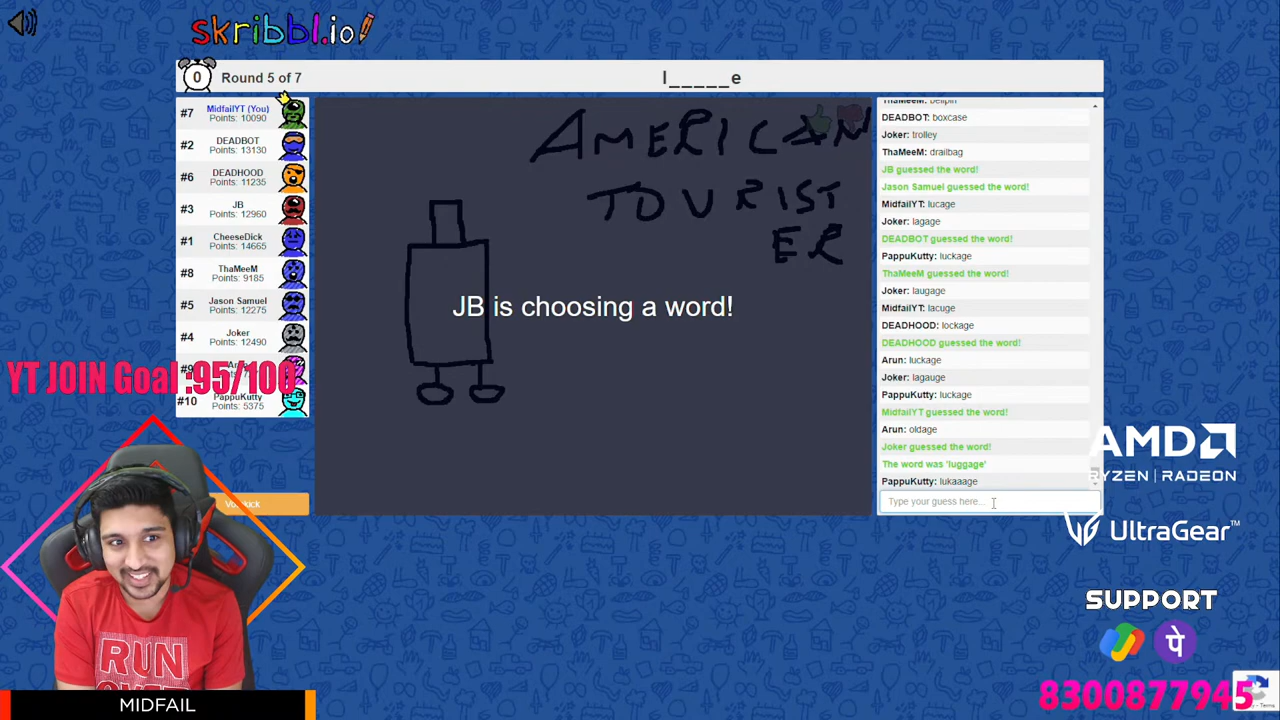 skribbl.io
0
Round 5 of 7
l_____e
#7
MidfailYT (You)
Points: 10090
#2
DEADBOT
Points: 13130
#6
DEADHOOD
Points: 11235
#3
JB
Points: 12960
#1
CheeseDick
Points: 14665
#8
ThaMeeM
Points: 9185
#5
Jason Samuel
Points: 12275
#4
Joker
Points: 12490
#10
PappuKutty
Points: 5375
YT JOIN Goal :95/100
AMERICAN
TOURIST
ER
JB is choosing a word!
DEADBOT: boxcase
Joker: trolley
ThaMeeM: drailbag
JB guessed the word!
Jason Samuel guessed the word!
MidfailYT: lucage
Joker: lagage
DEADBOT guessed the word!
PappuKutty: luckage
ThaMeeM guessed the word!
Joker: laugage
MidfailYT: lacuge
DEADHOOD: lockage
DEADHOOD guessed the word!
Arun: luckage
Joker: lagauge
PappuKutty: luckage
MidfailYT guessed the word!
Arun: oldage
Joker guessed the word!
The word was 'luggage'
PappuKutty: lukaaage
Type your guess here...
AMD
RYZEN | RADEON
UltraGear™
SUPPORT
पे
8300877945
RUN
MIDFAIL